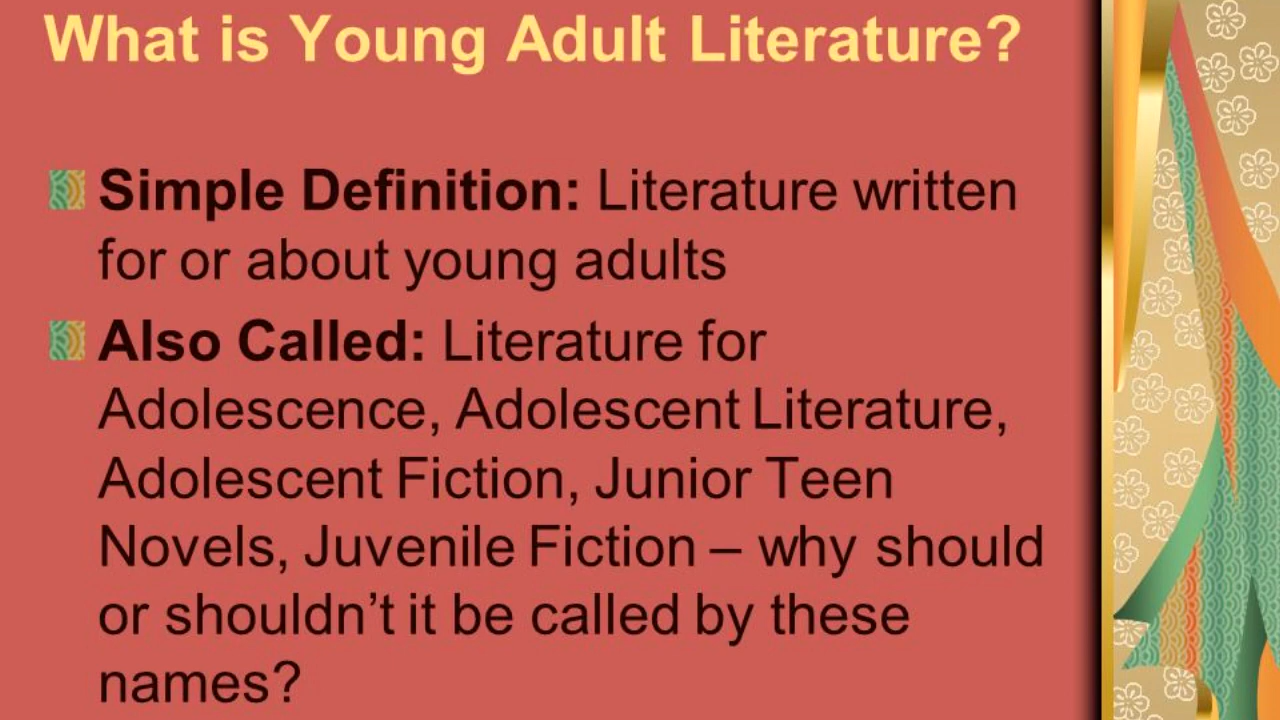 What is Young Adult Literature?
Simple Definition: Literature written
for or about young adults
Also Called: Literature for
Adolescence, Adolescent Literature,
Adolescent Fiction, Junior Teen
Novels, Juvenile Fiction – why should
or shouldn’t it be called by these
names?